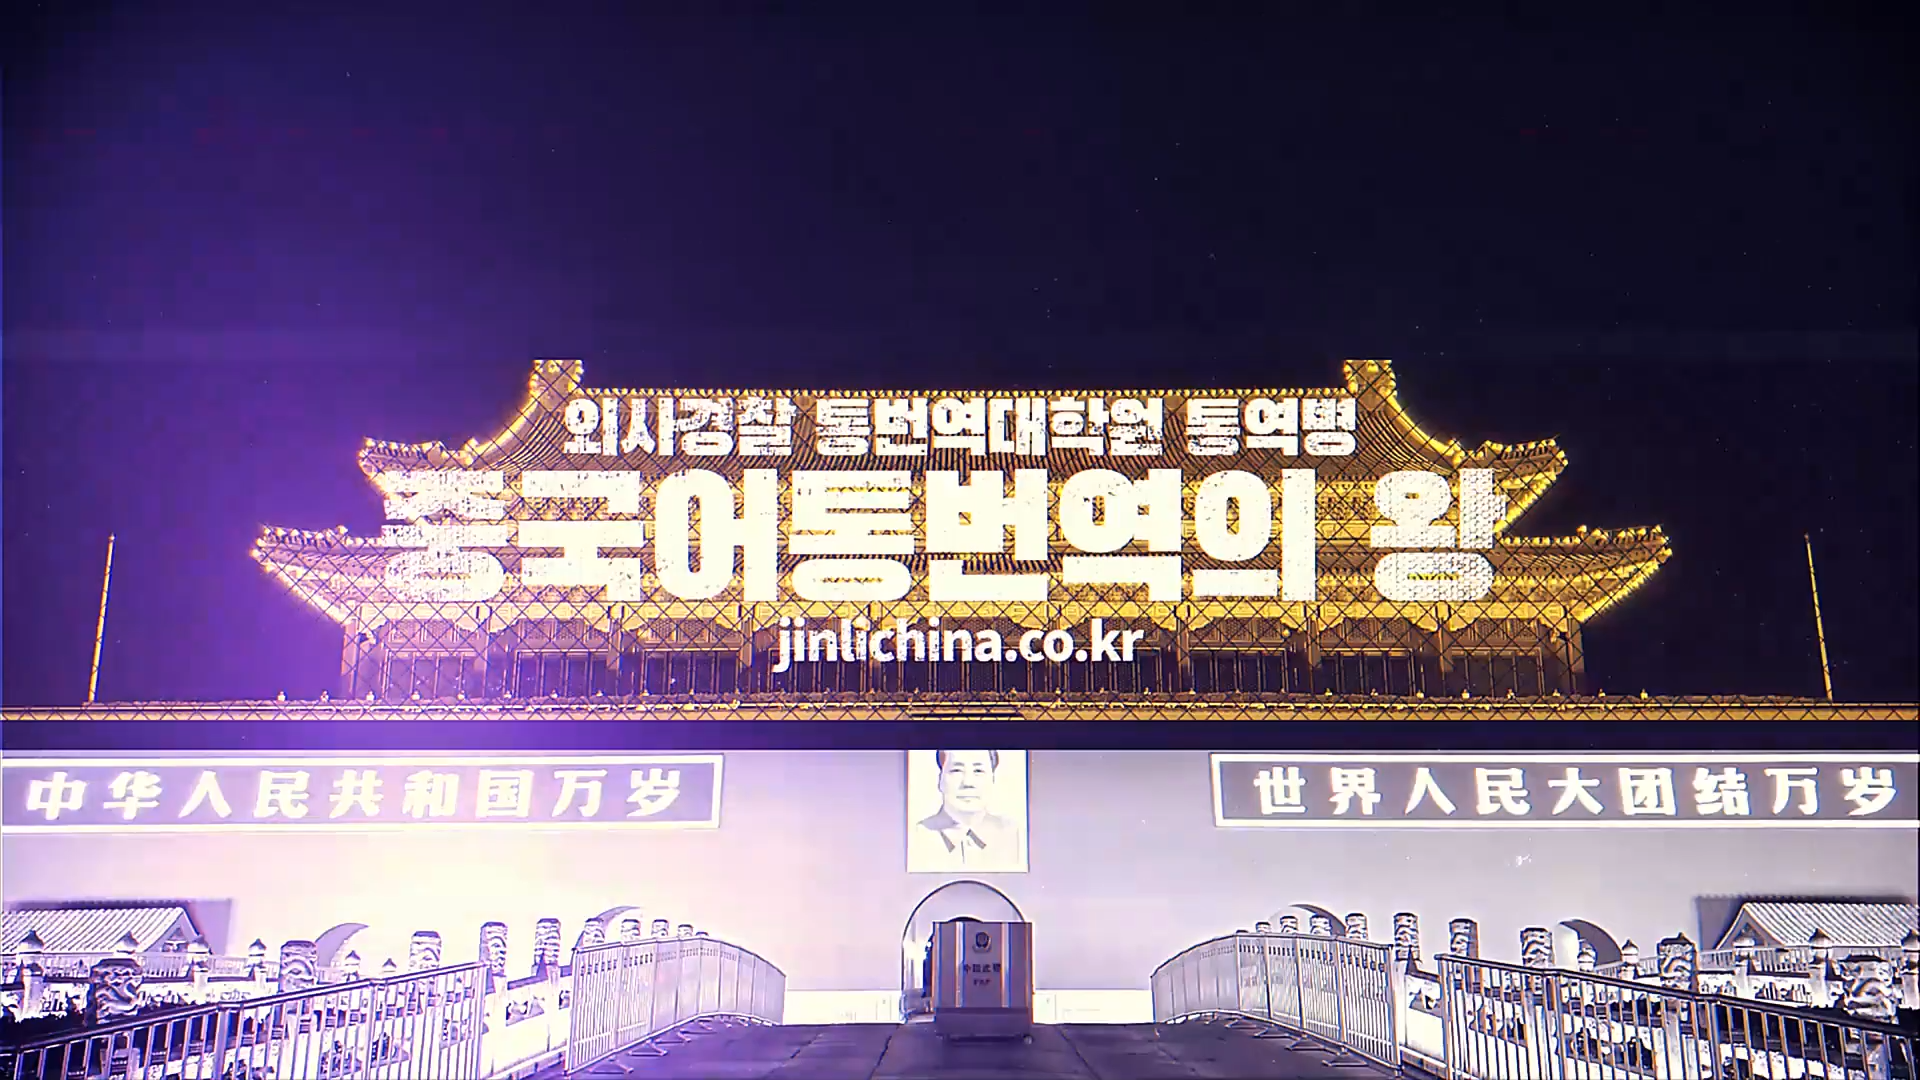 외사경찰 통번역대학원 통역병
중국어통번역의 왕
jinlichina.co.kr
中华人民共和国万岁
世界人民大团结万岁